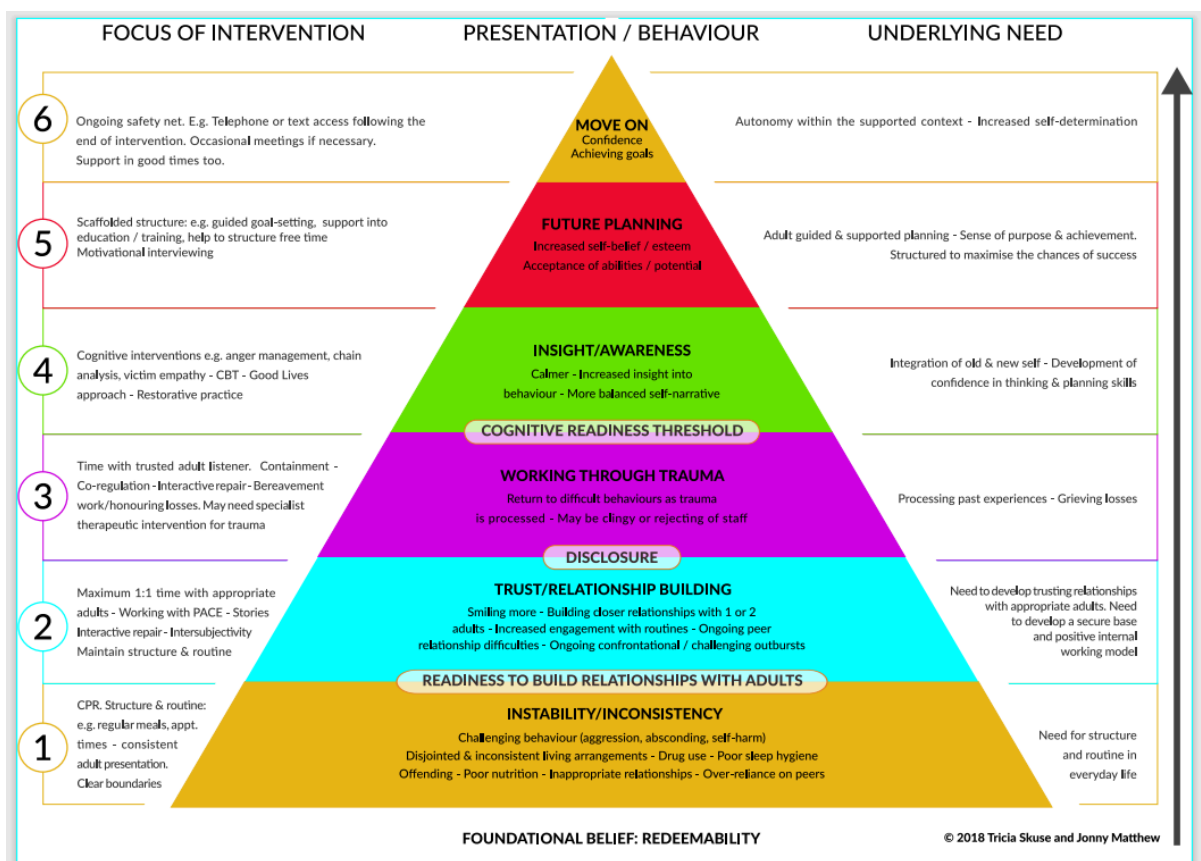 FOCUS OF INTERVENTION
PRESENTATION / BEHAVIOUR
UNDERLYING NEED
6
Ongoing safety net. E.g. Telephone or text access following the
end of intervention. Occasional meetings if necessary.
Support in good times too.
MOVE ON
Confidence
Achieving goals
Autonomy within the supported context - Increased self-determination
5
Scaffolded structure: e.g. guided goal-setting, support into
education / training, help to structure free time
Motivational interviewing
FUTURE PLANNING
Increased self-belief / esteem
Acceptance of abilities / potential
Adult guided & supported planning - Sense of purpose & achievement.
Structured to maximise the chances of success
4
Cognitive interventions e.g. anger management, chain
analysis, victim empathy - CBT - Good Lives
approach - Restorative practice
INSIGHT/AWARENESS
Calmer - Increased insight into
behaviour - More balanced self-narrative
Integration of old & new self - Development of
confidence in thinking & planning skills
COGNITIVE READINESS THRESHOLD
3
Time with trusted adult listener. Containment -
Co-regulation - Interactive repair - Bereavement
work/honouring losses. May need specialist
therapeutic intervention for trauma
WORKING THROUGH TRAUMA
Return to difficult behaviours as trauma
is processed - May be clingy or rejecting of staff
Processing past experiences - Grieving losses
DISCLOSURE
2
Maximum 1:1 time with appropriate
adults - Working with PACE - Stories
Interactive repair - Intersubjectivity
Maintain structure & routine
TRUST/RELATIONSHIP BUILDING
Smiling more - Building closer relationships with 1 or 2
adults - Increased engagement with routines - Ongoing peer
relationship difficulties - Ongoing confrontational / challenging outbursts
Need to develop trusting relationships
with appropriate adults. Need
to develop a secure base
and positive internal
working model
READINESS TO BUILD RELATIONSHIPS WITH ADULTS
1
CPR. Structure & routine:
e.g. regular meals, appt.
times - consistent
adult presentation.
Clear boundaries
INSTABILITY/INCONSISTENCY
Challenging behaviour (aggression, absconding, self-harm)
Disjointed & inconsistent living arrangements - Drug use - Poor sleep hygiene
Offending - Poor nutrition - Inappropriate relationships - Over-reliance on peers
Need for structure
and routine in
everyday life
FOUNDATIONAL BELIEF: REDEEMABILITY
© 2018 Tricia Skuse and Jonny Matthew